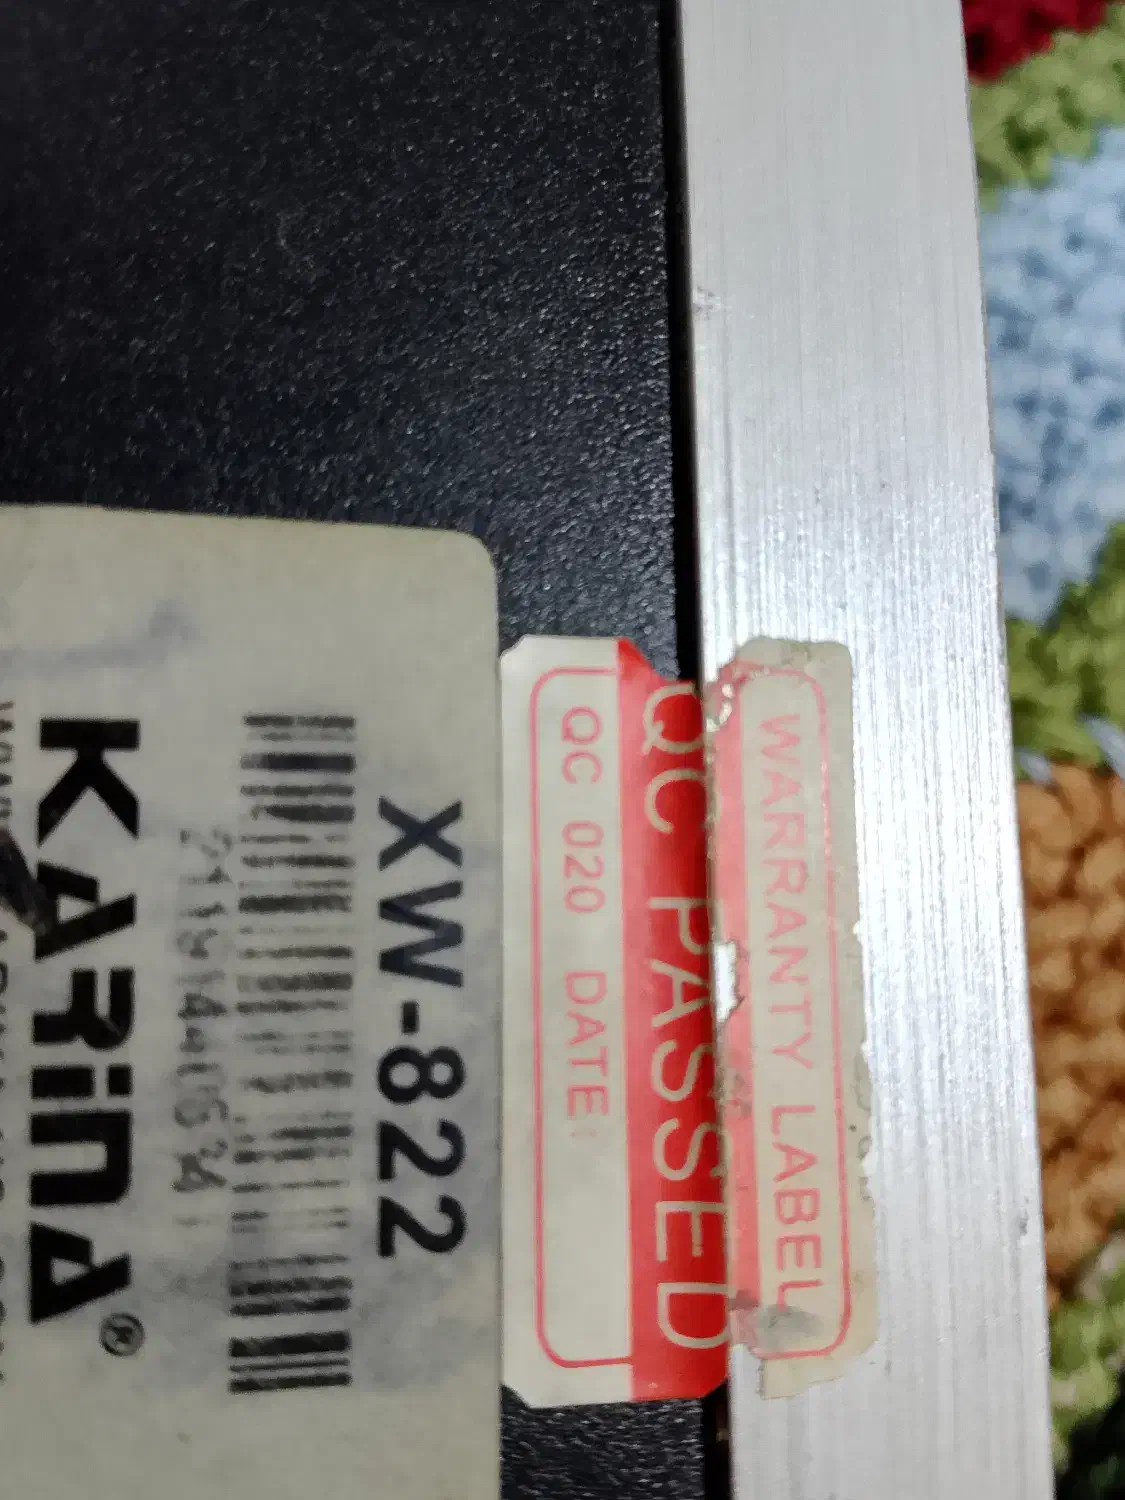 WARRANTY LABEL
QC PASSED
QC 020 DATE:
XW-822
KARINA®